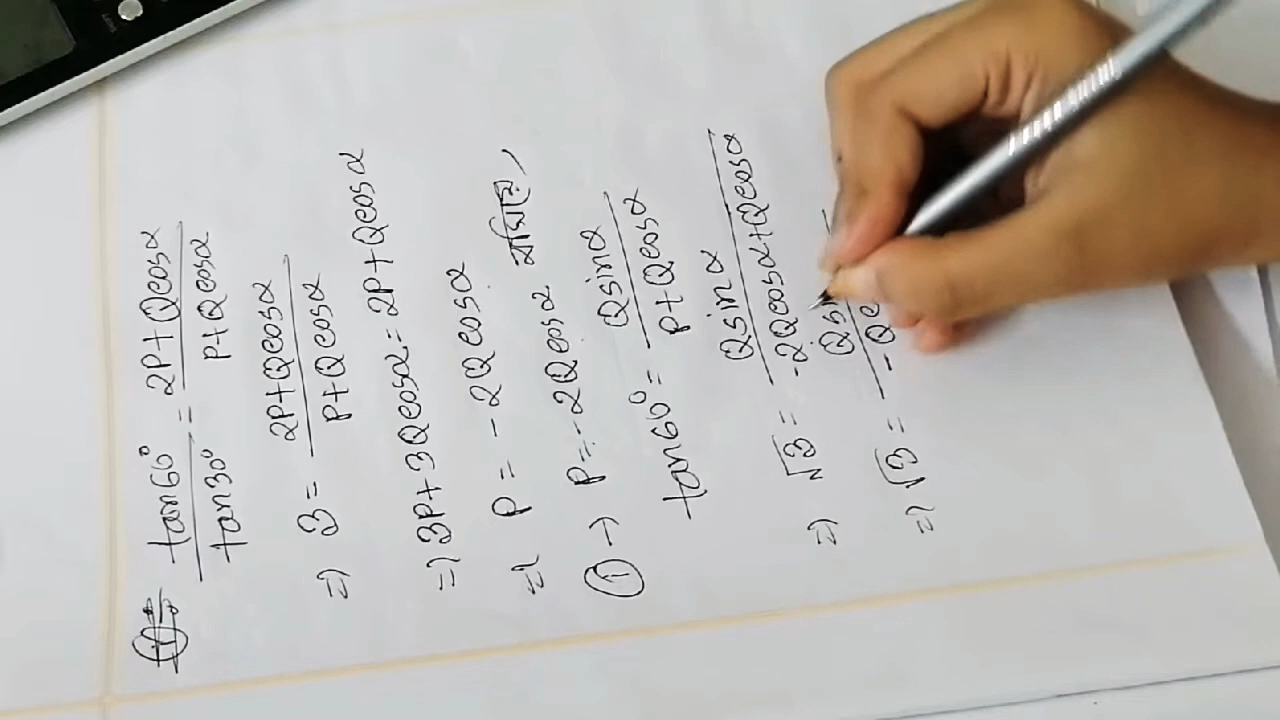 tan60°/tan30° = 2P+Qcosα/P+Qcosα
=> 3 = 2P+Qcosα/P+Qcosα
=> 3P+3Qcosα = 2P+Qcosα
=> P = -2Qcosα
① → P = -2Qcosα বসিয়ে,
tan60° = Qsinα/P+Qcosα
=> √3 = Qsinα/-2Qcosα+Qcosα
=> √3 =